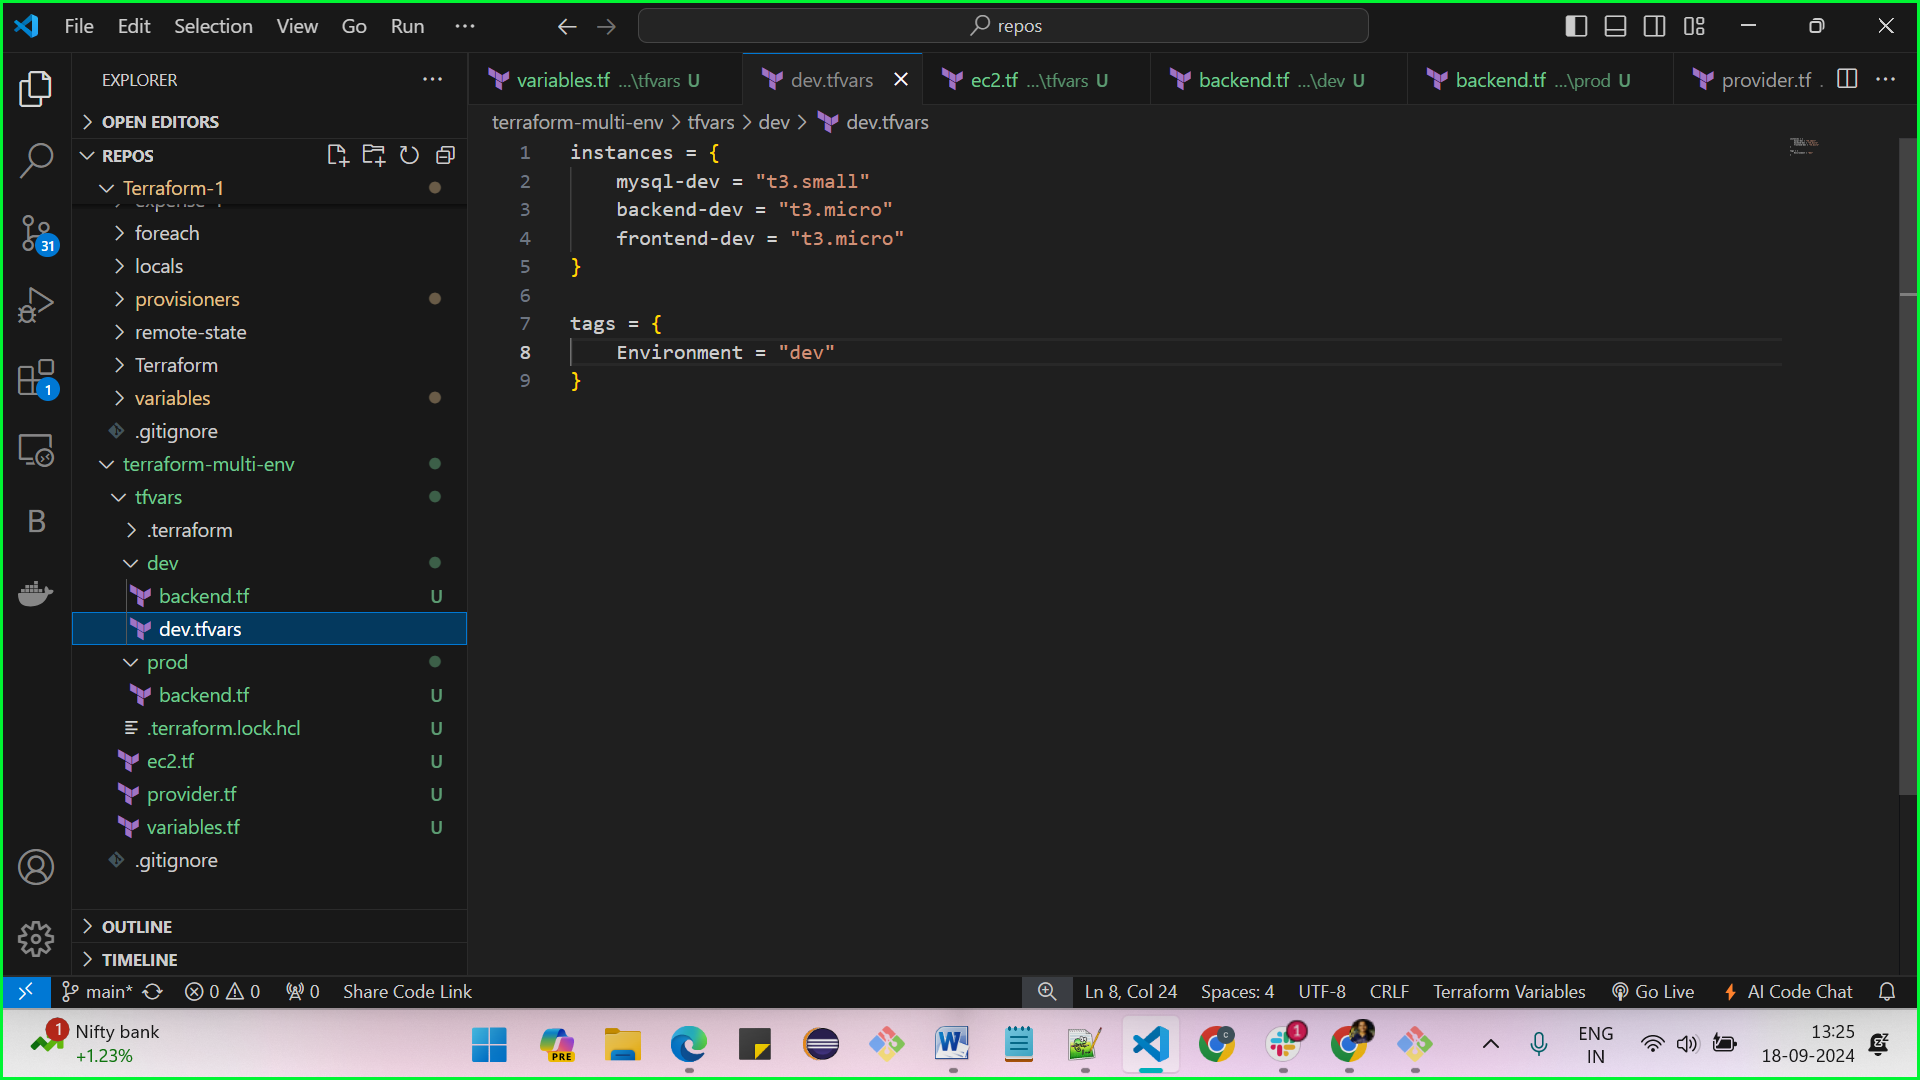 File Edit Selection View Go Run ···
repos
EXPLORER
OPEN EDITORS
REPOS
Terraform-1
expense-1
foreach
locals
provisioners
remote-state
Terraform
variables
.gitignore
terraform-multi-env
tfvars
.terraform
dev
backend.tf U
dev.tfvars
prod
backend.tf U
.terraform.lock.hcl U
ec2.tf U
provider.tf U
variables.tf U
.gitignore
OUTLINE
TIMELINE
31
1
B
variables.tf ...\tfvars U
dev.tfvars
ec2.tf ...\tfvars U
backend.tf ...\dev U
backend.tf ...\prod U
provider.tf .
terraform-multi-env > tfvars > dev > dev.tfvars
1 instances = {
2 mysql-dev = "t3.small"
3 backend-dev = "t3.micro"
4 frontend-dev = "t3.micro"
5 }
6
7 tags = {
8 Environment = "dev"
9 }
main* 0 0 0 Share Code Link Ln 8, Col 24 Spaces: 4 UTF-8 CRLF Terraform Variables Go Live AI Code Chat
1 Nifty bank
+1.23%
PRE
C
1
ENG
IN
13:25
18-09-2024